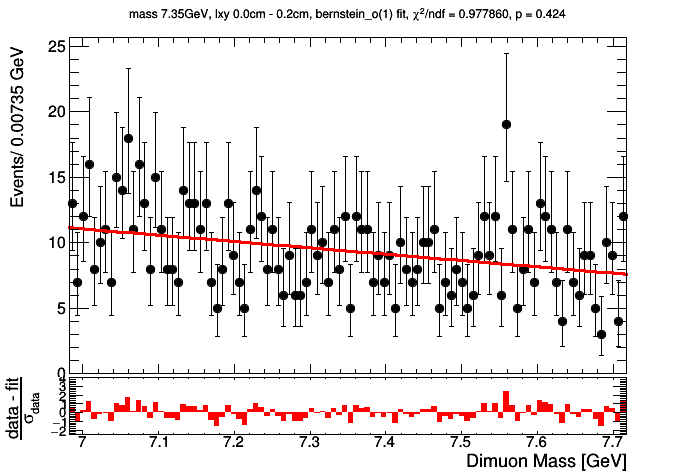 mass 7.35GeV, lxy 0.0cm - 0.2cm, bernstein_o(1) fit, χ²/ndf = 0.977860, p = 0.424
Events/ 0.00735 GeV
25
20
15
10
5
0
data - fit
σdata
4
3
2
1
0
−1
−2
7 7.1 7.2 7.3 7.4 7.5 7.6 7.7
Dimuon Mass [GeV]